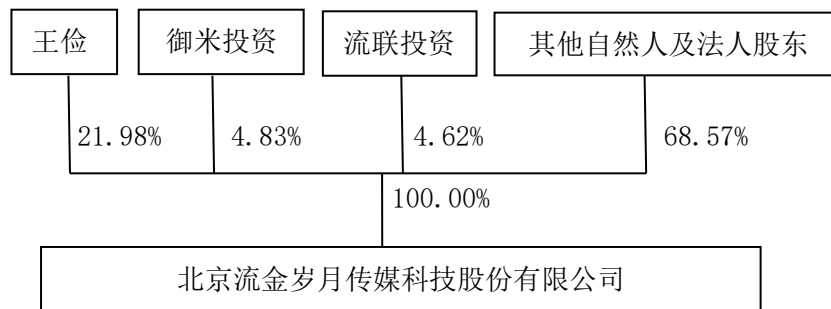 王俭 御米投资 流联投资 其他自然人及法人股东
21.98% 4.83% 4.62% 68.57%
100.00%
北京流金岁月传媒科技股份有限公司